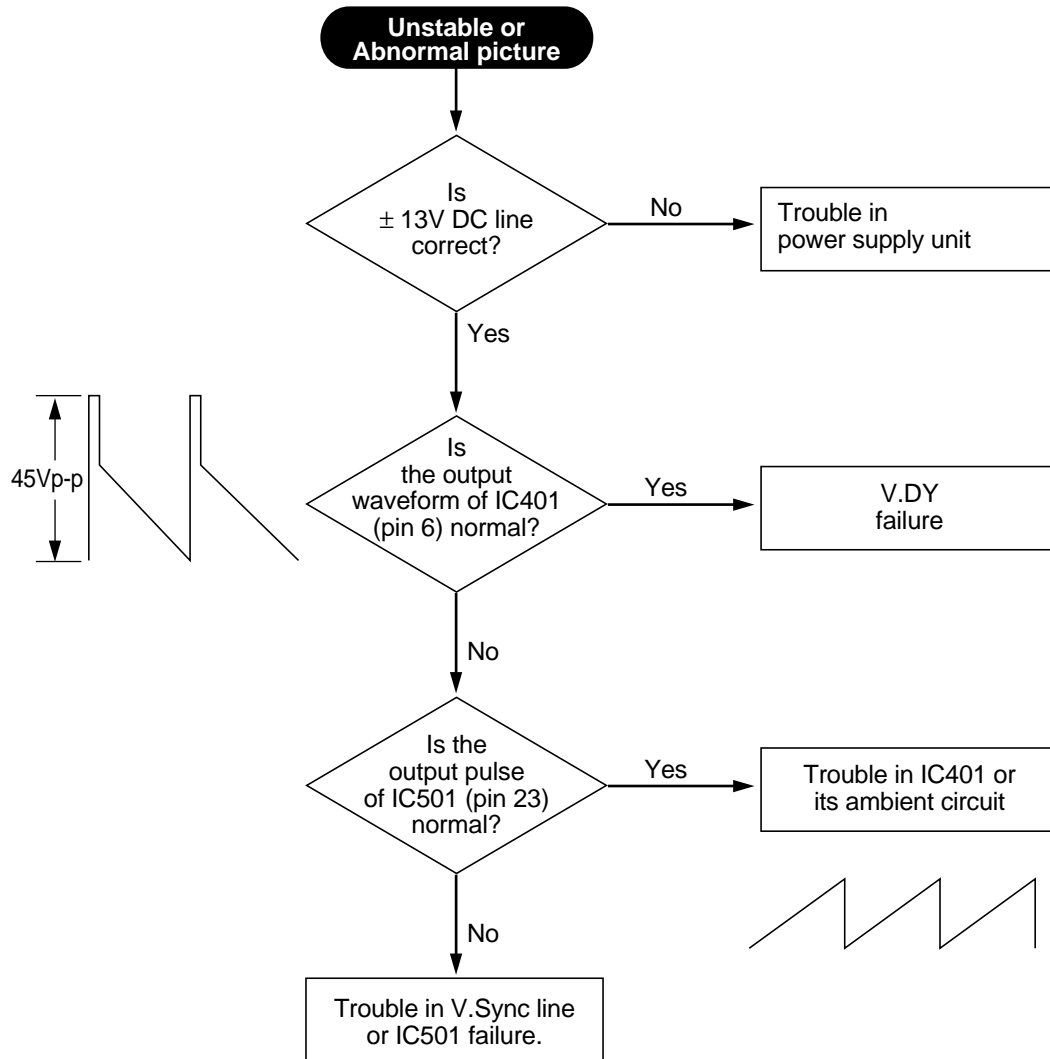 Unstable or
Abnormal picture
Is
± 13V DC line
correct?
No
Trouble in
power supply unit
Yes
45Vp-p
Is
the output
waveform of IC401
(pin 6) normal?
Yes
V.DY
failure
No
Is the
output pulse
of IC501 (pin 23)
normal?
Yes
Trouble in IC401 or
its ambient circuit
No
Trouble in V.Sync line
or IC501 failure.